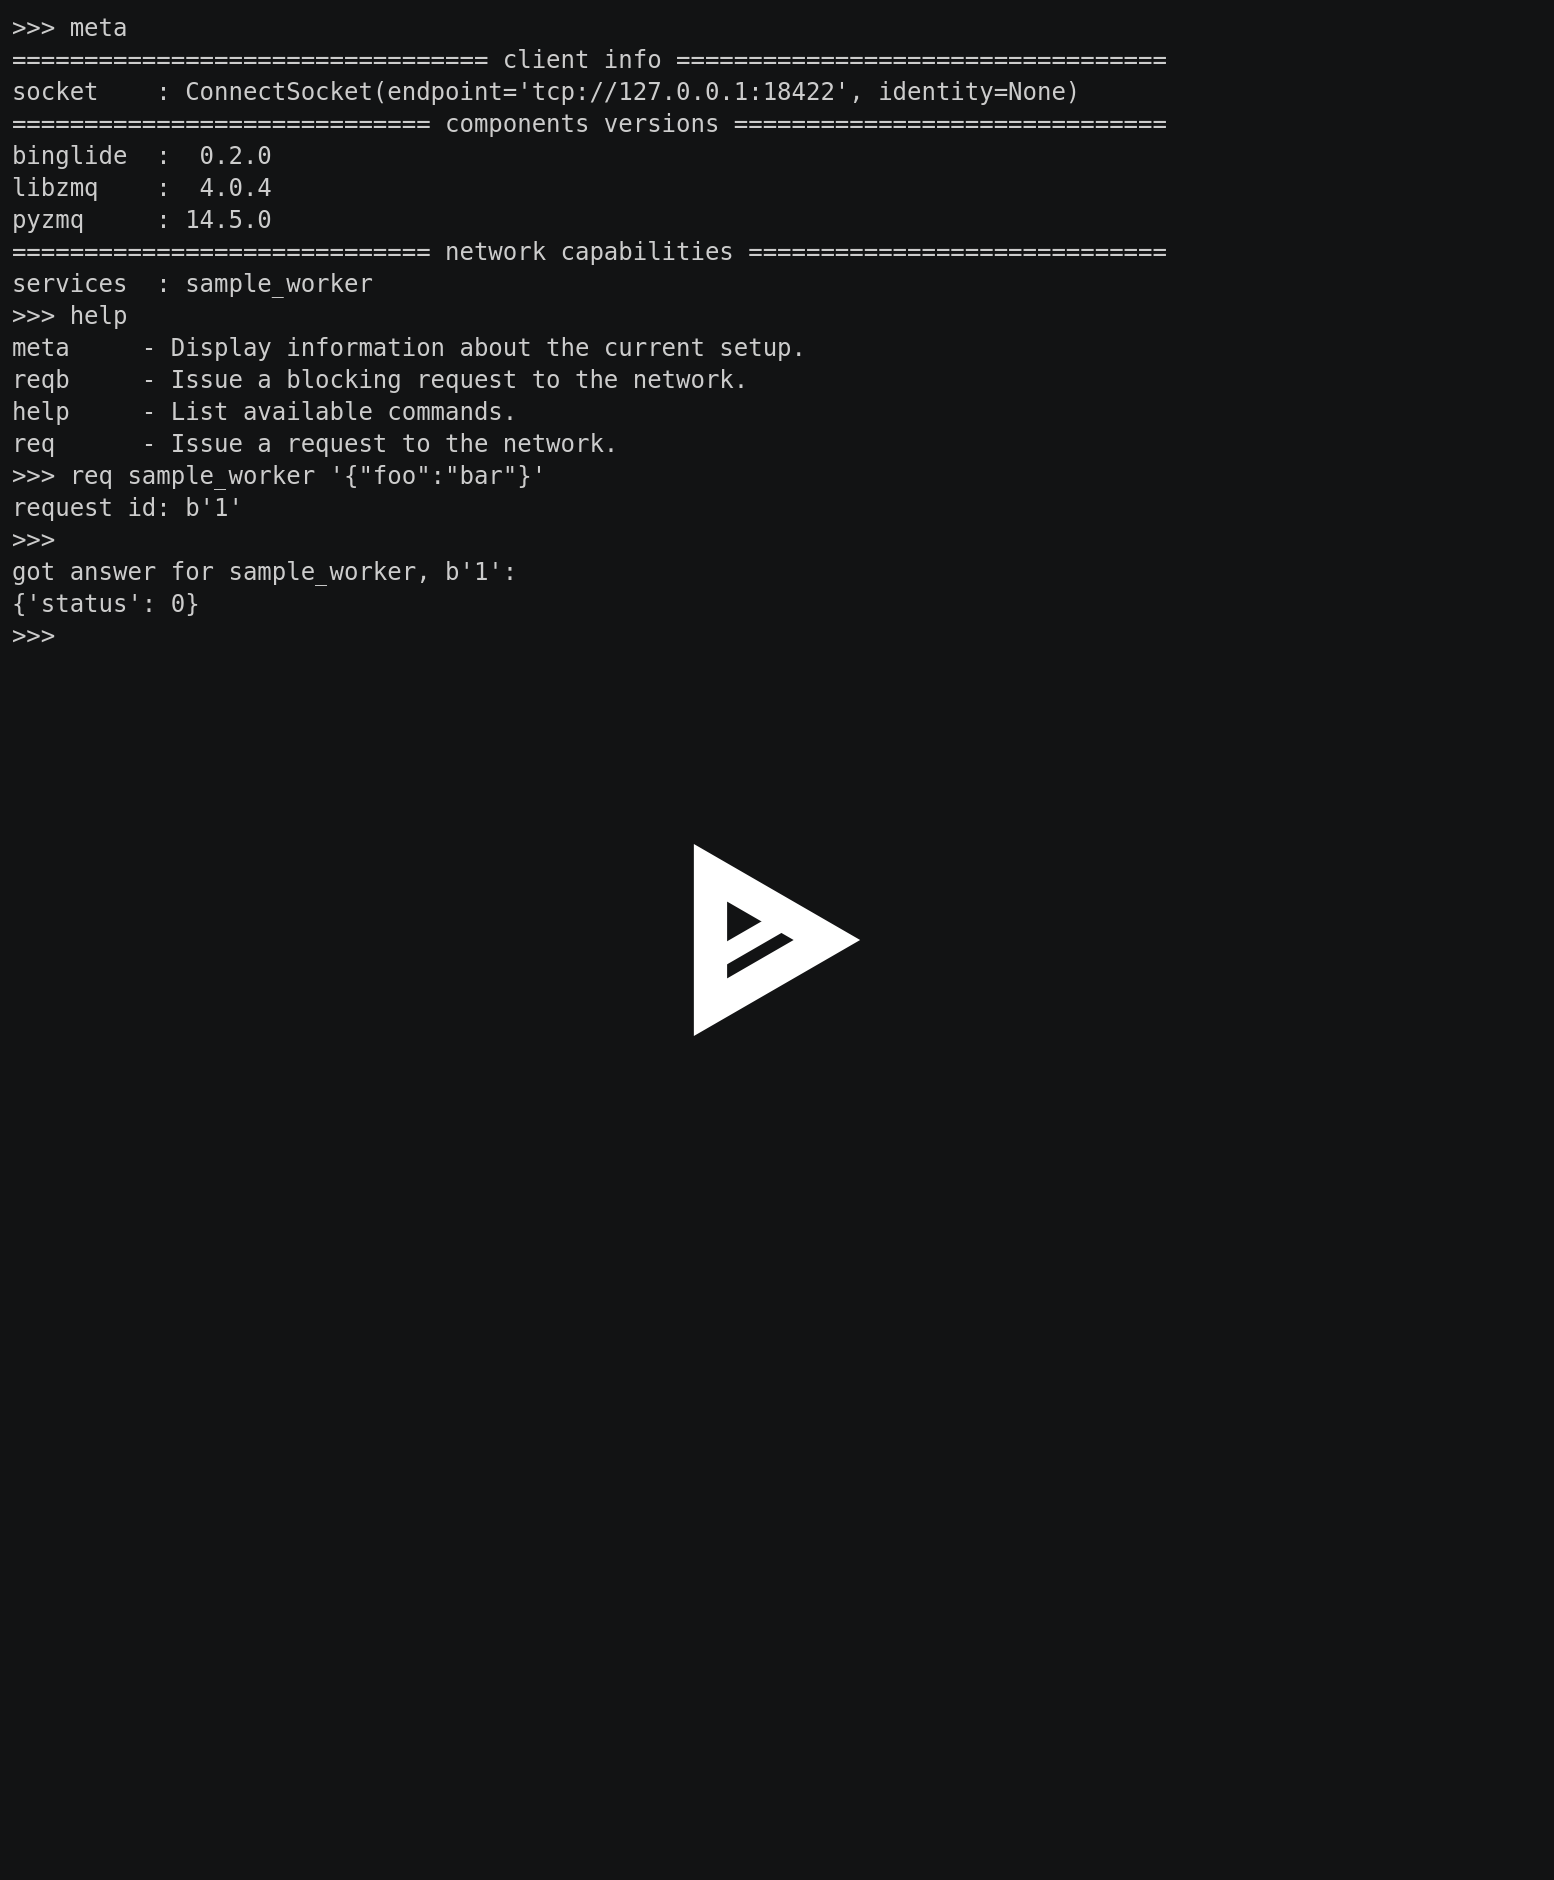 >>> meta
================================= client info ==================================
socket    : ConnectSocket(endpoint='tcp://127.0.0.1:18422', identity=None)
============================= components versions ==============================
binglide  :  0.2.0
libzmq    :  4.0.4
pyzmq     : 14.5.0
============================= network capabilities =============================
services  : sample_worker
>>> help
meta     - Display information about the current setup.
reqb     - Issue a blocking request to the network.
help     - List available commands.
req      - Issue a request to the network.
>>> req sample_worker '{"foo":"bar"}'
request id: b'1'
>>>
got answer for sample_worker, b'1':
{'status': 0}
>>>